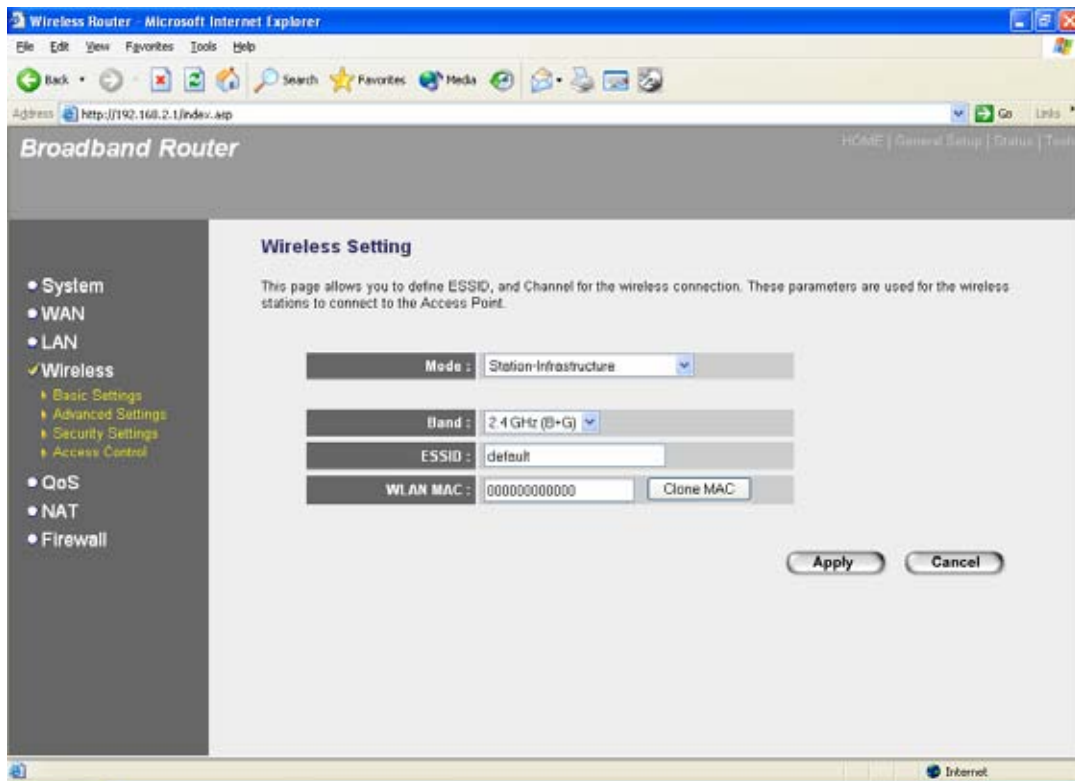 Wireless Router - Microsoft Internet Explorer
File Edit View Favorites Tools Help
Back Search Favorites Media
Address http://192.168.2.1/index.asp Go Links
Broadband Router
HOME | General Setup | Status | Tools
Wireless Setting
This page allows you to define ESSID, and Channel for the wireless connection. These parameters are used for the wireless
stations to connect to the Access Point.
System
WAN
LAN
Wireless
Basic Settings
Advanced Settings
Security Settings
Access Control
QoS
NAT
Firewall
Mode : Station-Infrastructure
Band : 2.4 GHz (B+G)
ESSID : default
WLAN MAC : 000000000000 Clone MAC
Apply Cancel
Internet